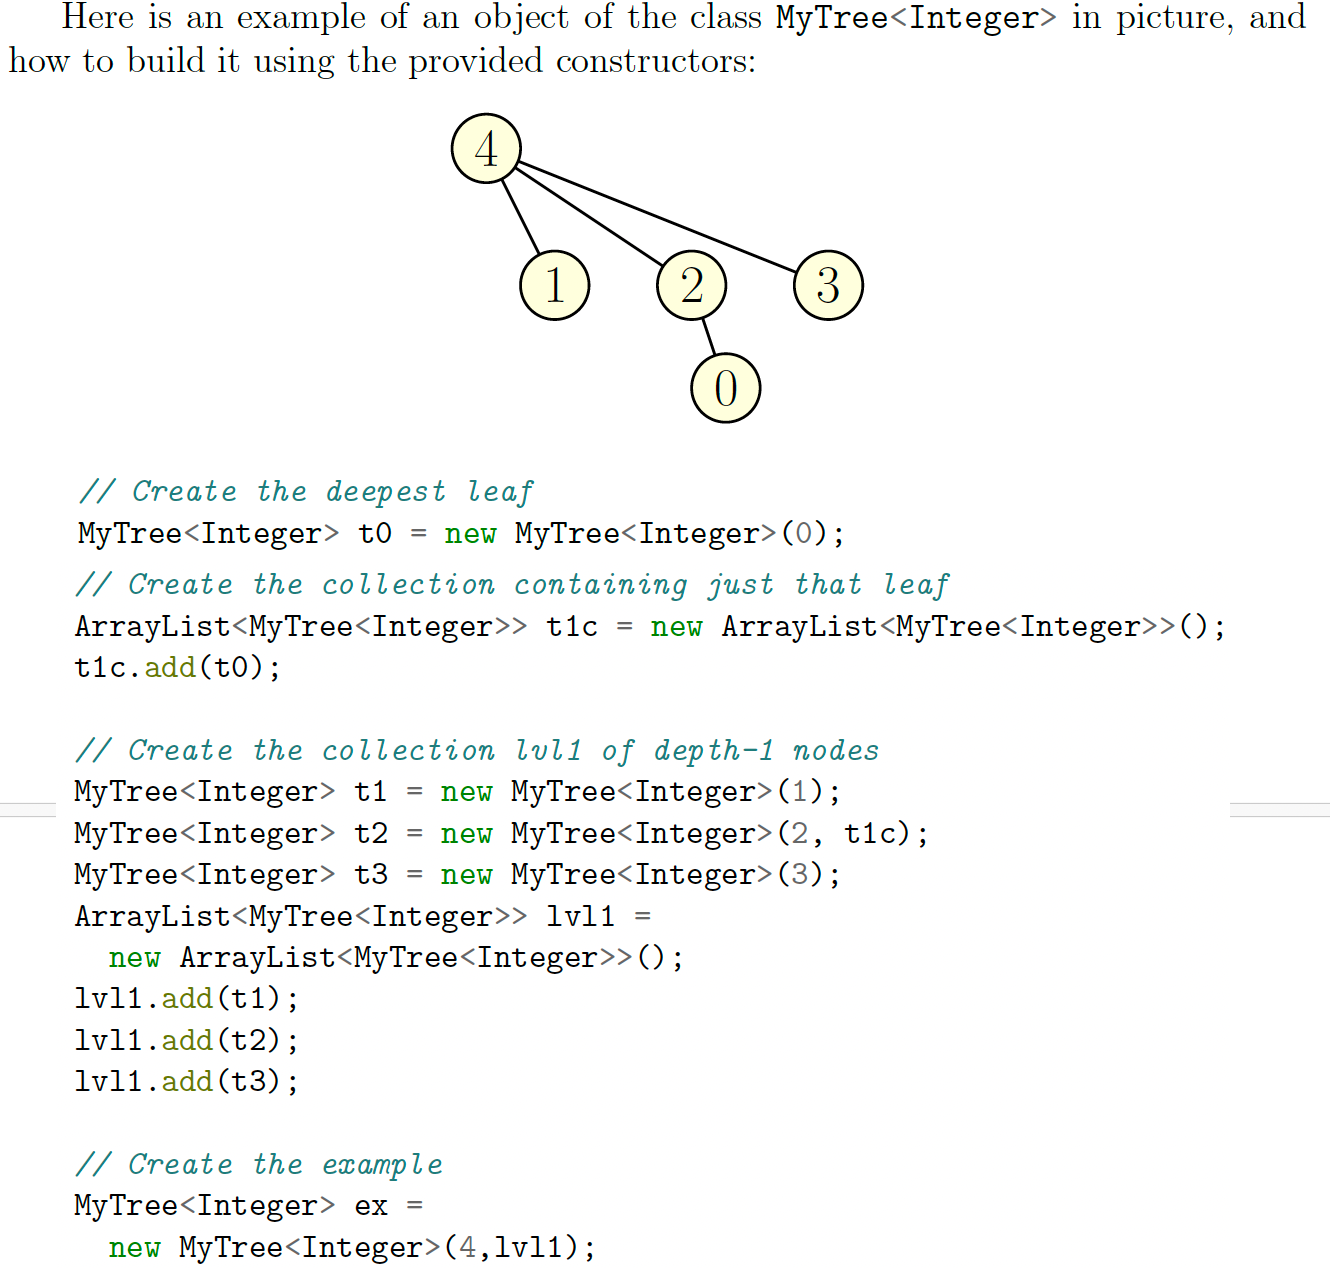 Here is an example of an object of the class MyTree<Integer> in picture, and
how to build it using the provided constructors:
4
1 2 3
0
// Create the deepest leaf
MyTree<Integer> t0 = new MyTree<Integer>(0);
// Create the collection containing just that leaf
ArrayList<MyTree<Integer>> t1c = new ArrayList<MyTree<Integer>>();
t1c.add(t0);
// Create the collection lvl1 of depth-1 nodes
MyTree<Integer> t1 = new MyTree<Integer>(1);
MyTree<Integer> t2 = new MyTree<Integer>(2, t1c);
MyTree<Integer> t3 = new MyTree<Integer>(3);
ArrayList<MyTree<Integer>> lvl1 =
new ArrayList<MyTree<Integer>>();
lvl1.add(t1);
lvl1.add(t2);
lvl1.add(t3);
// Create the example
MyTree<Integer> ex =
new MyTree<Integer>(4,lvl1);